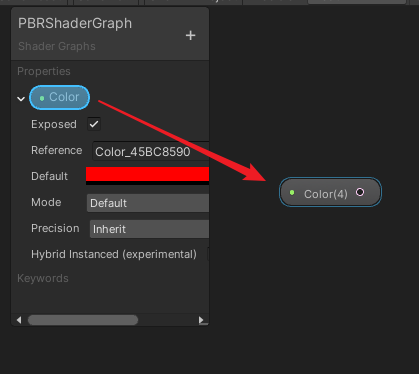 PBRShaderGraph
Shader Graphs
Properties
Color
Exposed
Reference Color_45BC8590
Default
Mode Default
Precision Inherit
Hybrid Instanced (experimental)
Keywords
Color(4)